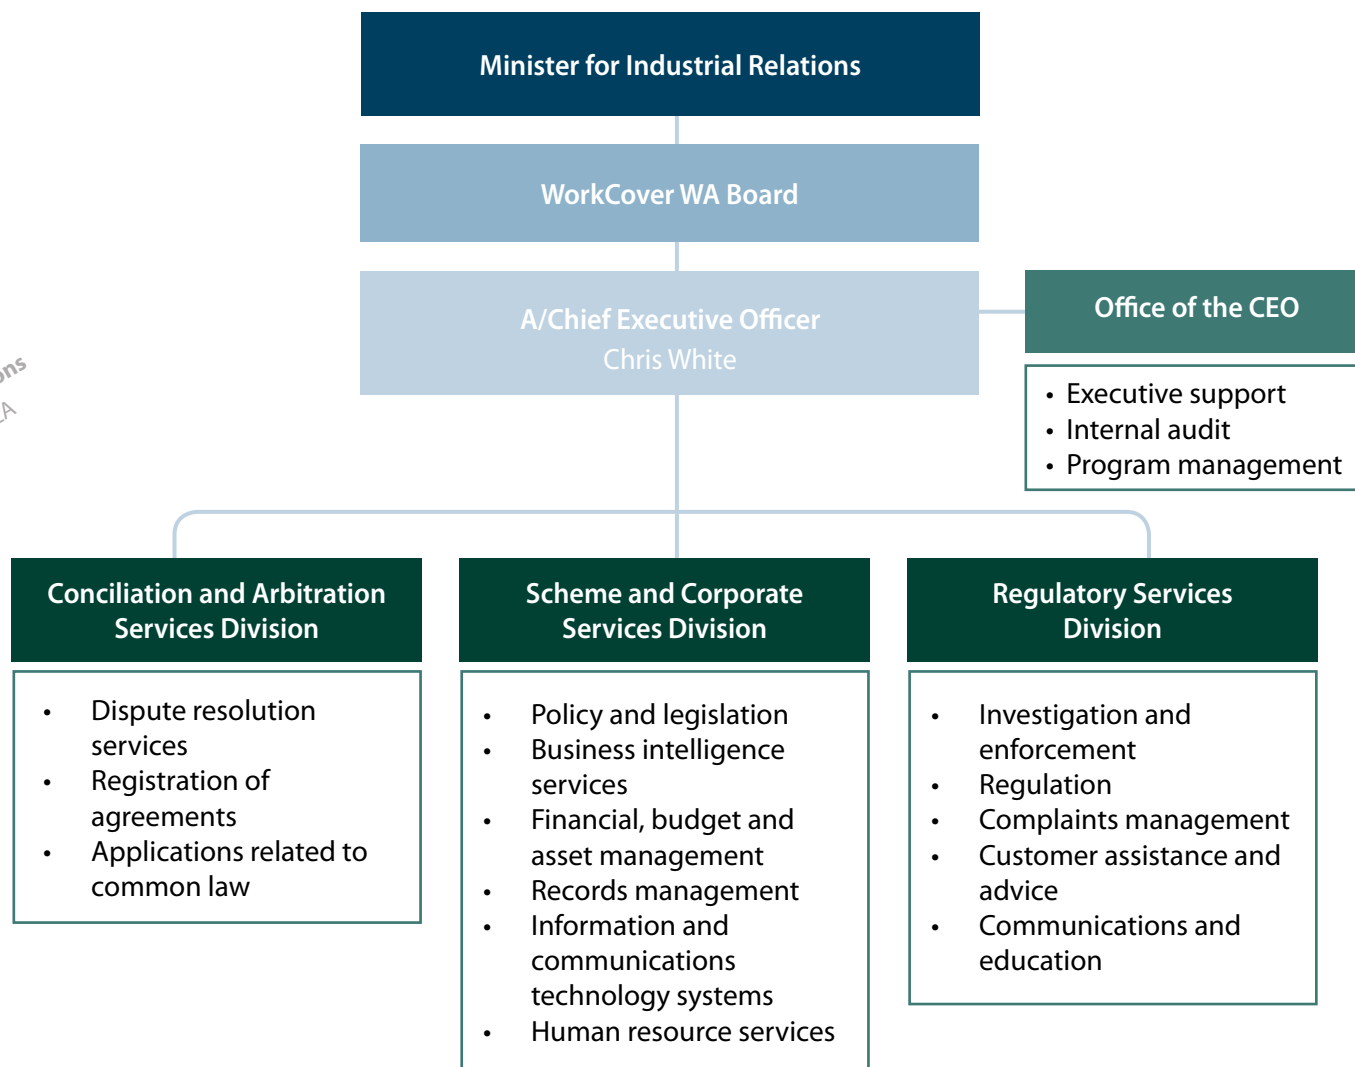 Minister for Industrial Relations
WorkCover WA Board
A/Chief Executive Officer
Chris White
Office of the CEO
• Executive support
• Internal audit
• Program management
Conciliation and Arbitration
Services Division
• Dispute resolution
services
• Registration of
agreements
• Applications related to
common law
Scheme and Corporate
Services Division
• Policy and legislation
• Business intelligence
services
• Financial, budget and
asset management
• Records management
• Information and
communications
technology systems
• Human resource services
Regulatory Services
Division
• Investigation and
enforcement
• Regulation
• Complaints management
• Customer assistance and
advice
• Communications and
education